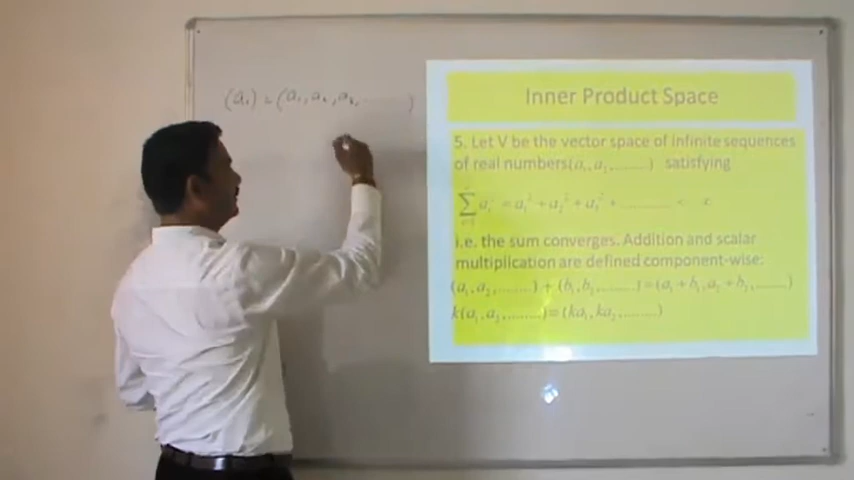 (a₁) = (a₁, a₂, a₃, ........ )
Inner Product Space
5. Let V be the vector space of infinite sequences
of real numbers(a₁,a₂,........) satisfying
∑ aᵢ² = a₁² + a₂² + a₃² + ............ <
i.e. the sum converges. Addition and scalar
multiplication are defined component-wise:
(a₁,a₂,........) + (b₁,b₂,.......) = (a₁ + b₁,a₂ + b₂,......)
k(a₁,a₂,........) = (ka₁,ka₂,........)